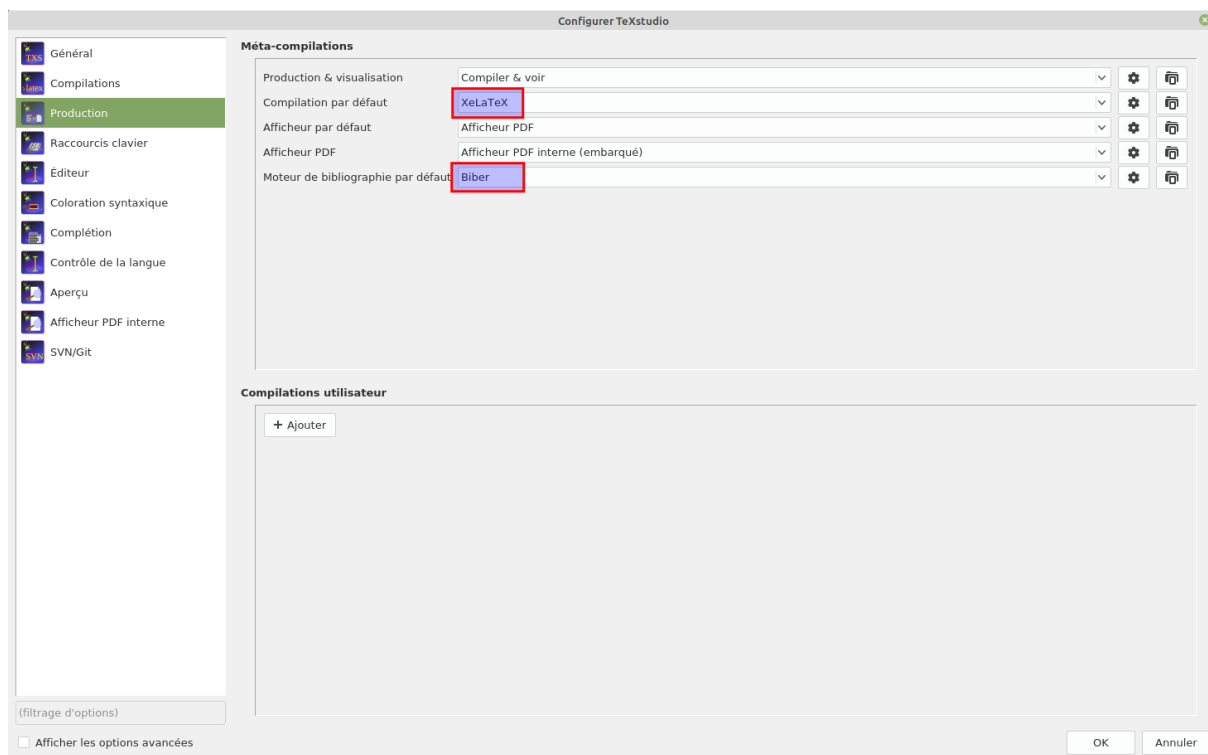 Configurer TeXstudio
TXS Général
>latex Compilations
Production
Raccourcis clavier
Éditeur
Coloration syntaxique
Complétion
Contrôle de la langue
Aperçu
Afficheur PDF interne
SVN SVN/Git
(filtrage d'options)
Afficher les options avancées
Méta-compilations
Production & visualisation Compiler & voir
Compilation par défaut XeLaTeX
Afficheur par défaut Afficheur PDF
Afficheur PDF Afficheur PDF interne (embarqué)
Moteur de bibliographie par défaut Biber
Compilations utilisateur
+ Ajouter
OK Annuler